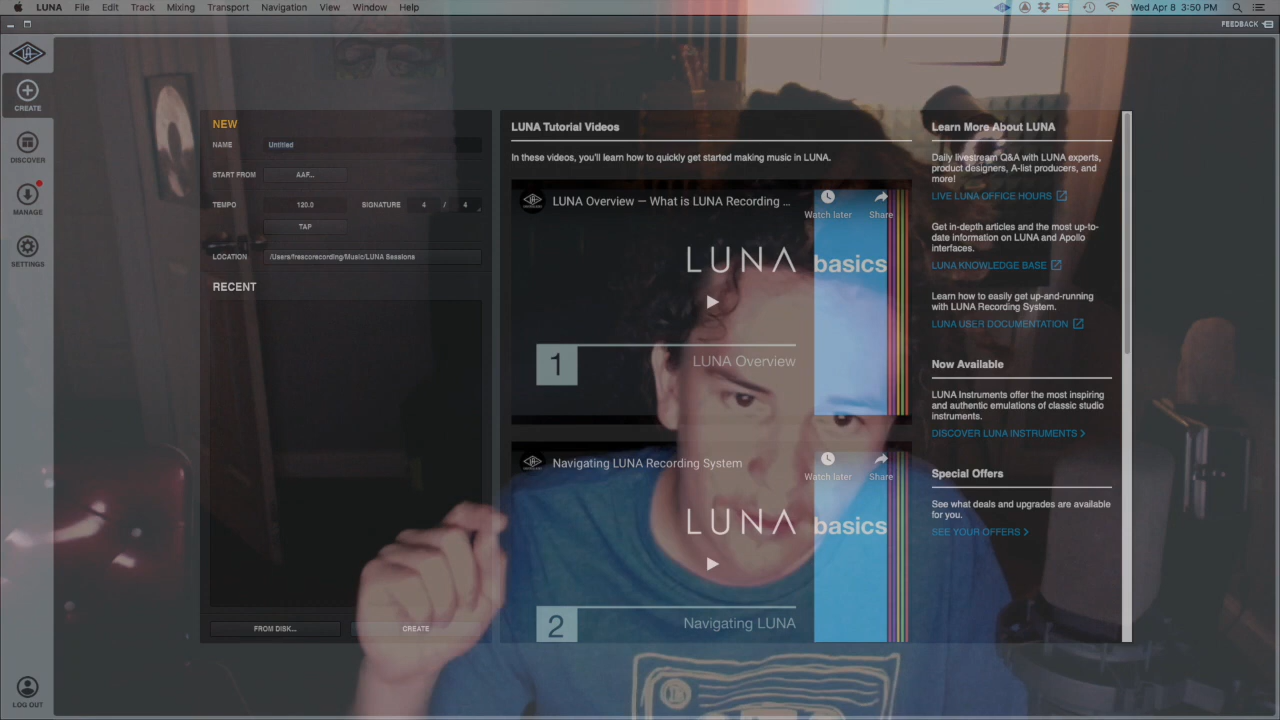 LUNA File Edit Track Mixing Transport Navigation View Window Help
Wed Apr 8 3:50 PM
FEEDBACK
CREATE
DISCOVER
MANAGE
SETTINGS
LOG OUT
NEW
NAME Untitled
START FROM AAF...
TEMPO 120.0 SIGNATURE 4 / 4
TAP
LOCATION /Users/frescorecording/Music/LUNA Sessions
RECENT
FROM DISK... CREATE
LUNA Tutorial Videos
In these videos, you'll learn how to quickly get started making music in LUNA.
LUNA Overview — What is LUNA Recording ...
Watch later Share
LUNA basics
1 LUNA Overview
Navigating LUNA Recording System
Watch later Share
LUNA basics
2 Navigating LUNA
Learn More About LUNA
Daily livestream Q&A with LUNA experts,
product designers, A-list producers, and
more!
LIVE LUNA OFFICE HOURS
Get in-depth articles and the most up-to-
date information on LUNA and Apollo
interfaces.
LUNA KNOWLEDGE BASE
Learn how to easily get up-and-running
with LUNA Recording System.
LUNA USER DOCUMENTATION
Now Available
LUNA Instruments offer the most inspiring
and authentic emulations of classic studio
instruments.
DISCOVER LUNA INSTRUMENTS >
Special Offers
See what deals and upgrades are available
for you.
SEE YOUR OFFERS >